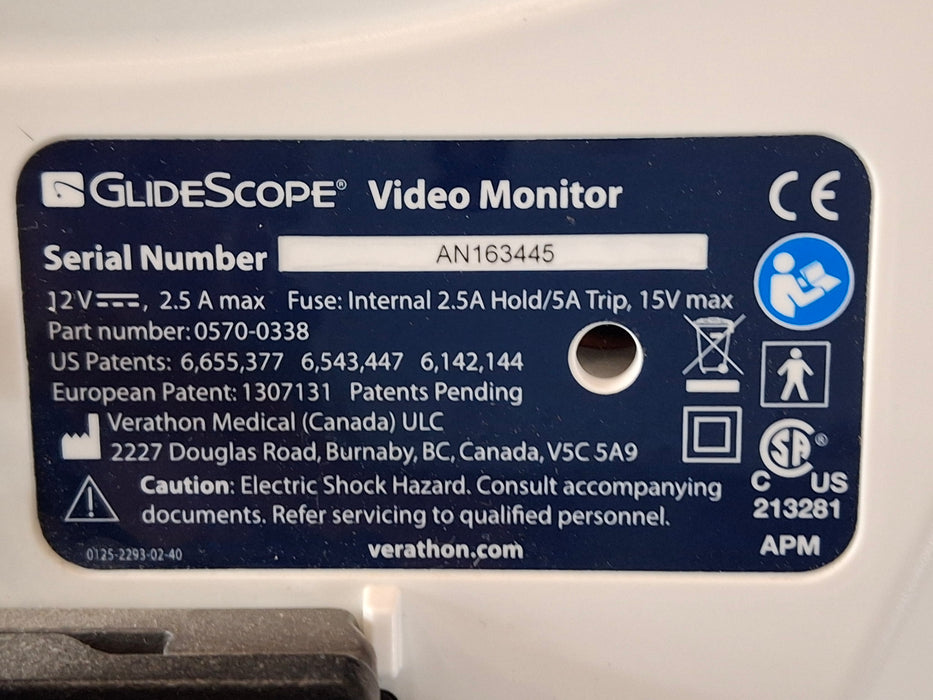 GLIDESCOPE® Video Monitor
CE
Serial Number AN163445
12V⎓, 2.5 A max Fuse: Internal 2.5A Hold/5A Trip, 15V max
Part number: 0570-0338
US Patents: 6,655,377 6,543,447 6,142,144
European Patent: 1307131 Patents Pending
Verathon Medical (Canada) ULC
2227 Douglas Road, Burnaby, BC, Canada, V5C 5A9
Caution: Electric Shock Hazard. Consult accompanying
documents. Refer servicing to qualified personnel.
0125-2293-02-40
verathon.com
SA®
C US
213281
APM